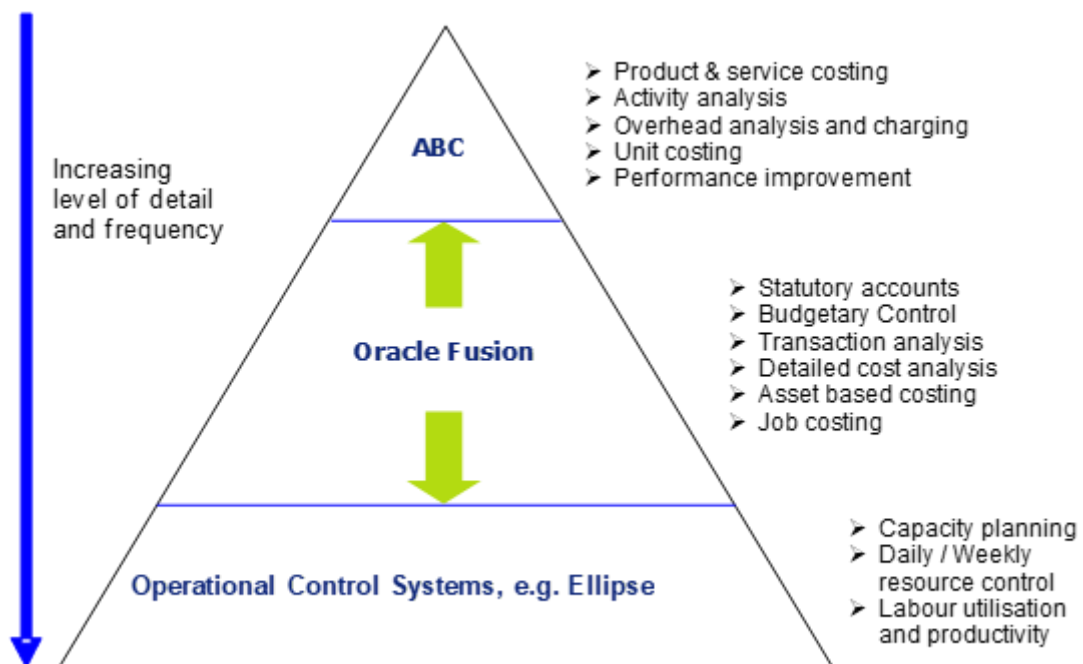 ➢ Product & service costing
➢ Activity analysis
➢ Overhead analysis and charging
➢ Unit costing
➢ Performance improvement
ABC
Increasing
level of detail
and frequency
➢ Statutory accounts
➢ Budgetary Control
➢ Transaction analysis
➢ Detailed cost analysis
➢ Asset based costing
➢ Job costing
Oracle Fusion
➢ Capacity planning
➢ Daily / Weekly
resource control
➢ Labour utilisation
and productivity
Operational Control Systems, e.g. Ellipse